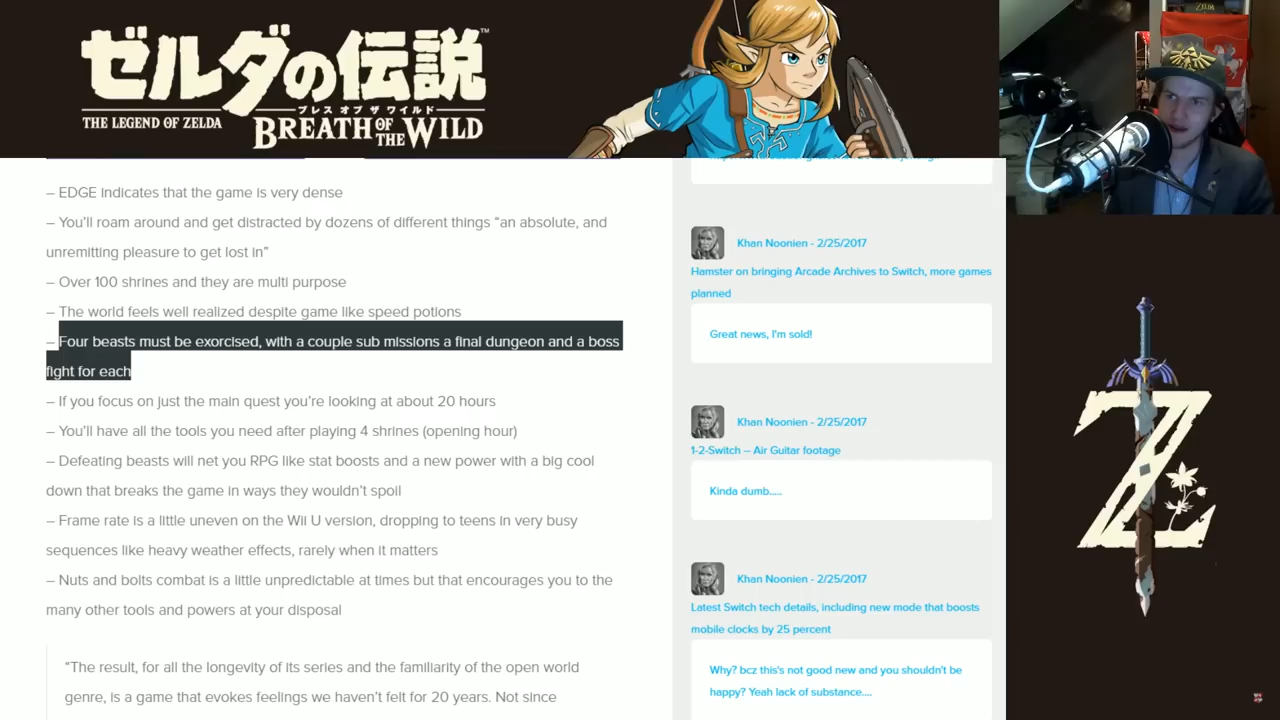 ゼルダの伝説™
ブレス オブ ザ ワイルド
THE LEGEND OF ZELDA
BREATH OF THE WILD
– EDGE indicates that the game is very dense
– You’ll roam around and get distracted by dozens of different things “an absolute, and
unremitting pleasure to get lost in”
– Over 100 shrines and they are multi purpose
– The world feels well realized despite game like speed potions
– Four beasts must be exorcised, with a couple sub missions a final dungeon and a boss
fight for each
– If you focus on just the main quest you’re looking at about 20 hours
– You’ll have all the tools you need after playing 4 shrines (opening hour)
– Defeating beasts will net you RPG like stat boosts and a new power with a big cool
down that breaks the game in ways they wouldn’t spoil
– Frame rate is a little uneven on the Wii U version, dropping to teens in very busy
sequences like heavy weather effects, rarely when it matters
– Nuts and bolts combat is a little unpredictable at times but that encourages you to the
many other tools and powers at your disposal
“The result, for all the longevity of its series and the familiarity of the open world
genre, is a game that evokes feelings we haven’t felt for 20 years. Not since
Khan Noonien - 2/25/2017
Hamster on bringing Arcade Archives to Switch, more games
planned
Great news, I'm sold!
Khan Noonien - 2/25/2017
1-2-Switch – Air Guitar footage
Kinda dumb.....
Khan Noonien - 2/25/2017
Latest Switch tech details, including new mode that boosts
mobile clocks by 25 percent
Why? bcz this's not good new and you shouldn't be
happy? Yeah lack of substance....
Z